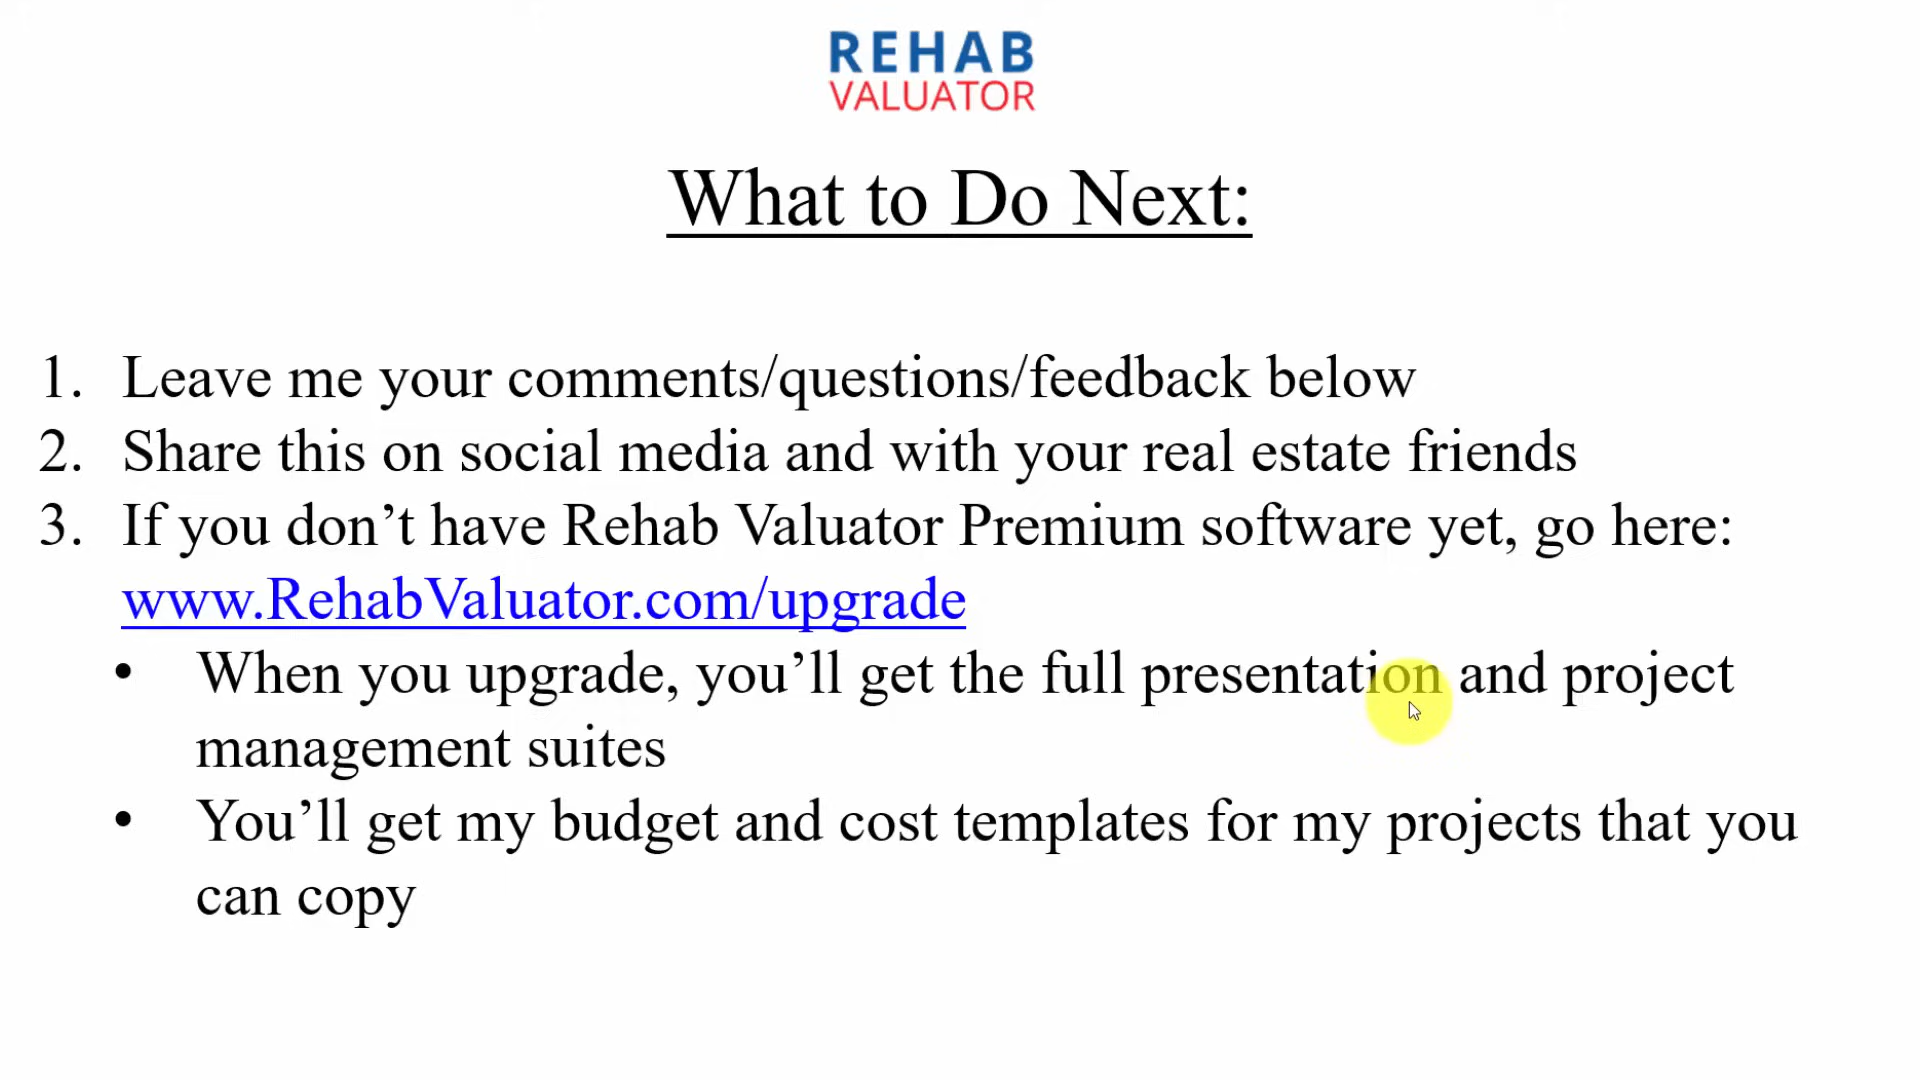 REHAB
VALUATOR
What to Do Next:
1. Leave me your comments/questions/feedback below
2. Share this on social media and with your real estate friends
3. If you don’t have Rehab Valuator Premium software yet, go here:
www.RehabValuator.com/upgrade
• When you upgrade, you’ll get the full presentation and project
management suites
• You’ll get my budget and cost templates for my projects that you
can copy